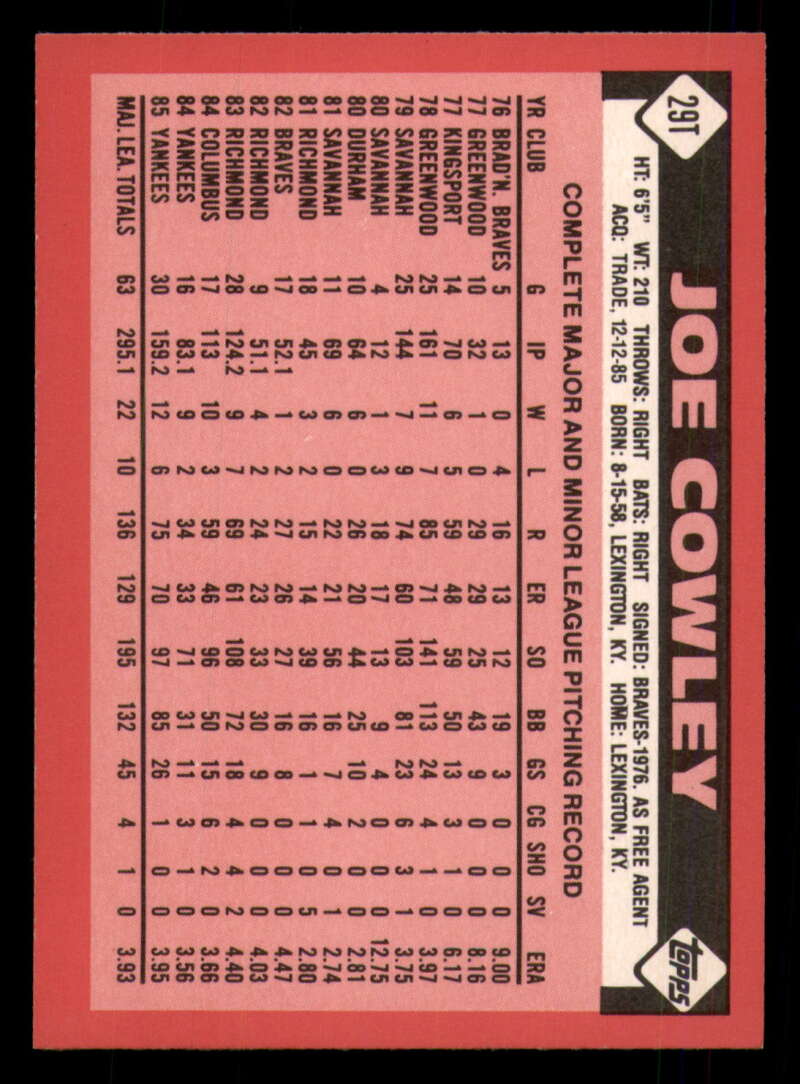 29T
JOE COWLEY
topps
HT: 6'5" WT: 210 THROWS: RIGHT BATS: RIGHT SIGNED: BRAVES-1976. AS FREE AGENT
ACQ: TRADE, 12-12-85 BORN: 8-15-58, LEXINGTON, KY. HOME: LEXINGTON, KY.
COMPLETE MAJOR AND MINOR LEAGUE PITCHING RECORD
YR CLUB G IP W L R ER SO BB GS CG SHO SV ERA
76 BRAD'N. BRAVES 5 13 0 4 16 13 12 19 3 0 0 0 9.00
77 GREENWOOD 10 32 1 0 29 29 25 43 9 0 0 0 8.16
77 KINGSPORT 14 70 6 5 59 48 59 50 13 3 1 0 6.17
78 GREENWOOD 25 161 11 7 85 71 141 113 24 4 1 0 3.97
79 SAVANNAH 25 144 7 9 74 60 103 81 23 6 3 1 3.75
80 SAVANNAH 4 12 1 3 18 17 13 9 4 0 0 0 12.75
80 DURHAM 10 64 6 0 26 20 44 25 10 2 0 0 2.81
81 SAVANNAH 11 69 6 0 22 21 56 16 7 4 0 1 2.74
81 RICHMOND 18 45 3 2 15 14 39 16 1 1 0 5 2.80
82 BRAVES 17 52.1 1 2 27 26 27 16 8 0 0 0 4.47
82 RICHMOND 9 51.1 4 2 24 23 33 30 9 0 0 0 4.03
83 RICHMOND 28 124.2 9 7 69 61 108 72 18 4 4 2 4.40
84 COLUMBUS 17 113 10 3 59 46 96 50 15 6 2 0 3.66
84 YANKEES 16 83.1 9 2 34 33 71 31 11 3 1 0 3.56
85 YANKEES 30 159.2 12 6 75 70 97 85 26 1 0 0 3.95
MAJ. LEA. TOTALS 63 295.1 22 10 136 129 195 132 45 4 1 0 3.93